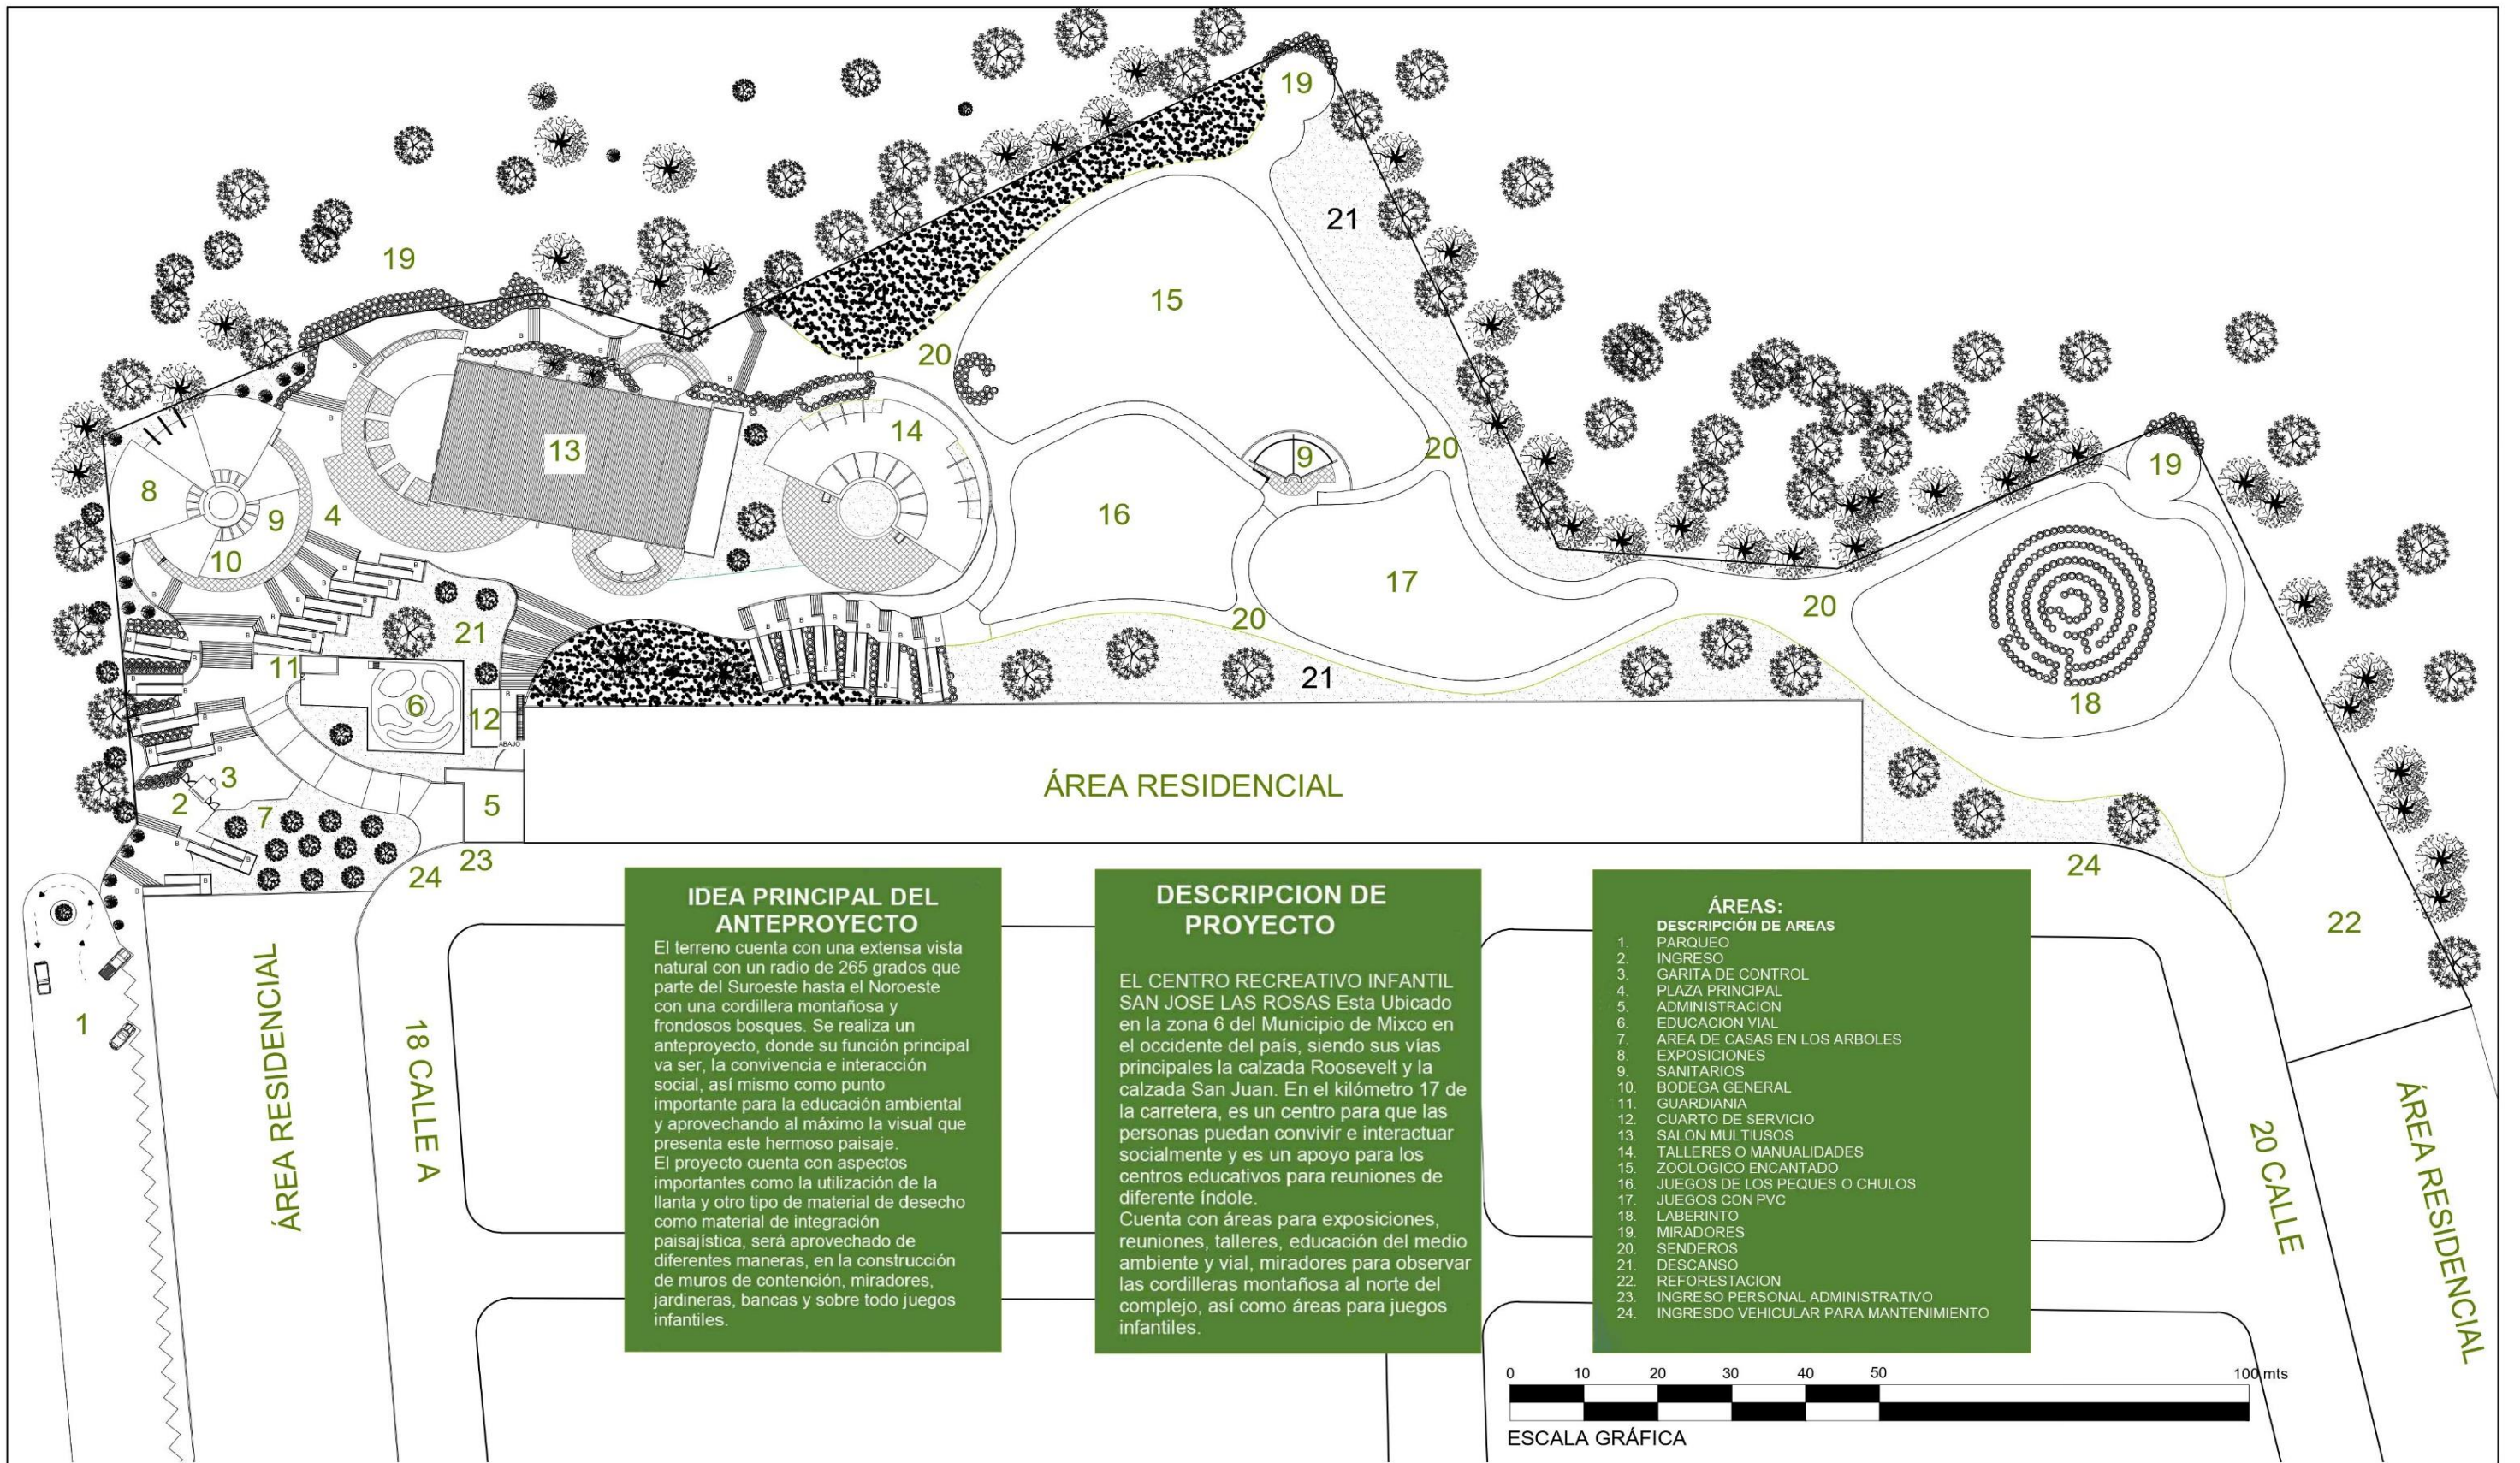 19
21
19
15
20
14
13
20
9
19
8
9
4
16
10
17
20
20
21
11
21
6
12
18
ABAJO
3
2
7
5
ÁREA RESIDENCIAL
24
23
24
22
1
ÁREA RESIDENCIAL
18 CALLE A
20 CALLE
ÁREA RESIDENCIAL
IDEA PRINCIPAL DEL
ANTEPROYECTO
El terreno cuenta con una extensa vista
natural con un radio de 265 grados que
parte del Suroeste hasta el Noroeste
con una cordillera montañosa y
frondosos bosques. Se realiza un
anteproyecto, donde su función principal
va ser, la convivencia e interacción
social, así mismo como punto
importante para la educación ambiental
y aprovechando al máximo la visual que
presenta este hermoso paisaje.
El proyecto cuenta con aspectos
importantes como la utilización de la
llanta y otro tipo de material de desecho
como material de integración
paisajística, será aprovechado de
diferentes maneras, en la construcción
de muros de contención, miradores,
jardineras, bancas y sobre todo juegos
infantiles.
DESCRIPCION DE
PROYECTO
EL CENTRO RECREATIVO INFANTIL
SAN JOSE LAS ROSAS Esta Ubicado
en la zona 6 del Municipio de Mixco en
el occidente del país, siendo sus vías
principales la calzada Roosevelt y la
calzada San Juan. En el kilómetro 17 de
la carretera, es un centro para que las
personas puedan convivir e interactuar
socialmente y es un apoyo para los
centros educativos para reuniones de
diferente índole.
Cuenta con áreas para exposiciones,
reuniones, talleres, educación del medio
ambiente y vial, miradores para observar
las cordilleras montañosa al norte del
complejo, así como áreas para juegos
infantiles.
ÁREAS:
DESCRIPCIÓN DE AREAS
1. PARQUEO
2. INGRESO
3. GARITA DE CONTROL
4. PLAZA PRINCIPAL
5. ADMINISTRACION
6. EDUCACION VIAL
7. AREA DE CASAS EN LOS ARBOLES
8. EXPOSICIONES
9. SANITARIOS
10. BODEGA GENERAL
11. GUARDIANIA
12. CUARTO DE SERVICIO
13. SALON MULTIUSOS
14. TALLERES O MANUALIDADES
15. ZOOLOGICO ENCANTADO
16. JUEGOS DE LOS PEQUES O CHULOS
17. JUEGOS CON PVC
18. LABERINTO
19. MIRADORES
20. SENDEROS
21. DESCANSO
22. REFORESTACION
23. INGRESO PERSONAL ADMINISTRATIVO
24. INGRESDO VEHICULAR PARA MANTENIMIENTO
0 10 20 30 40 50 100 mts
ESCALA GRÁFICA